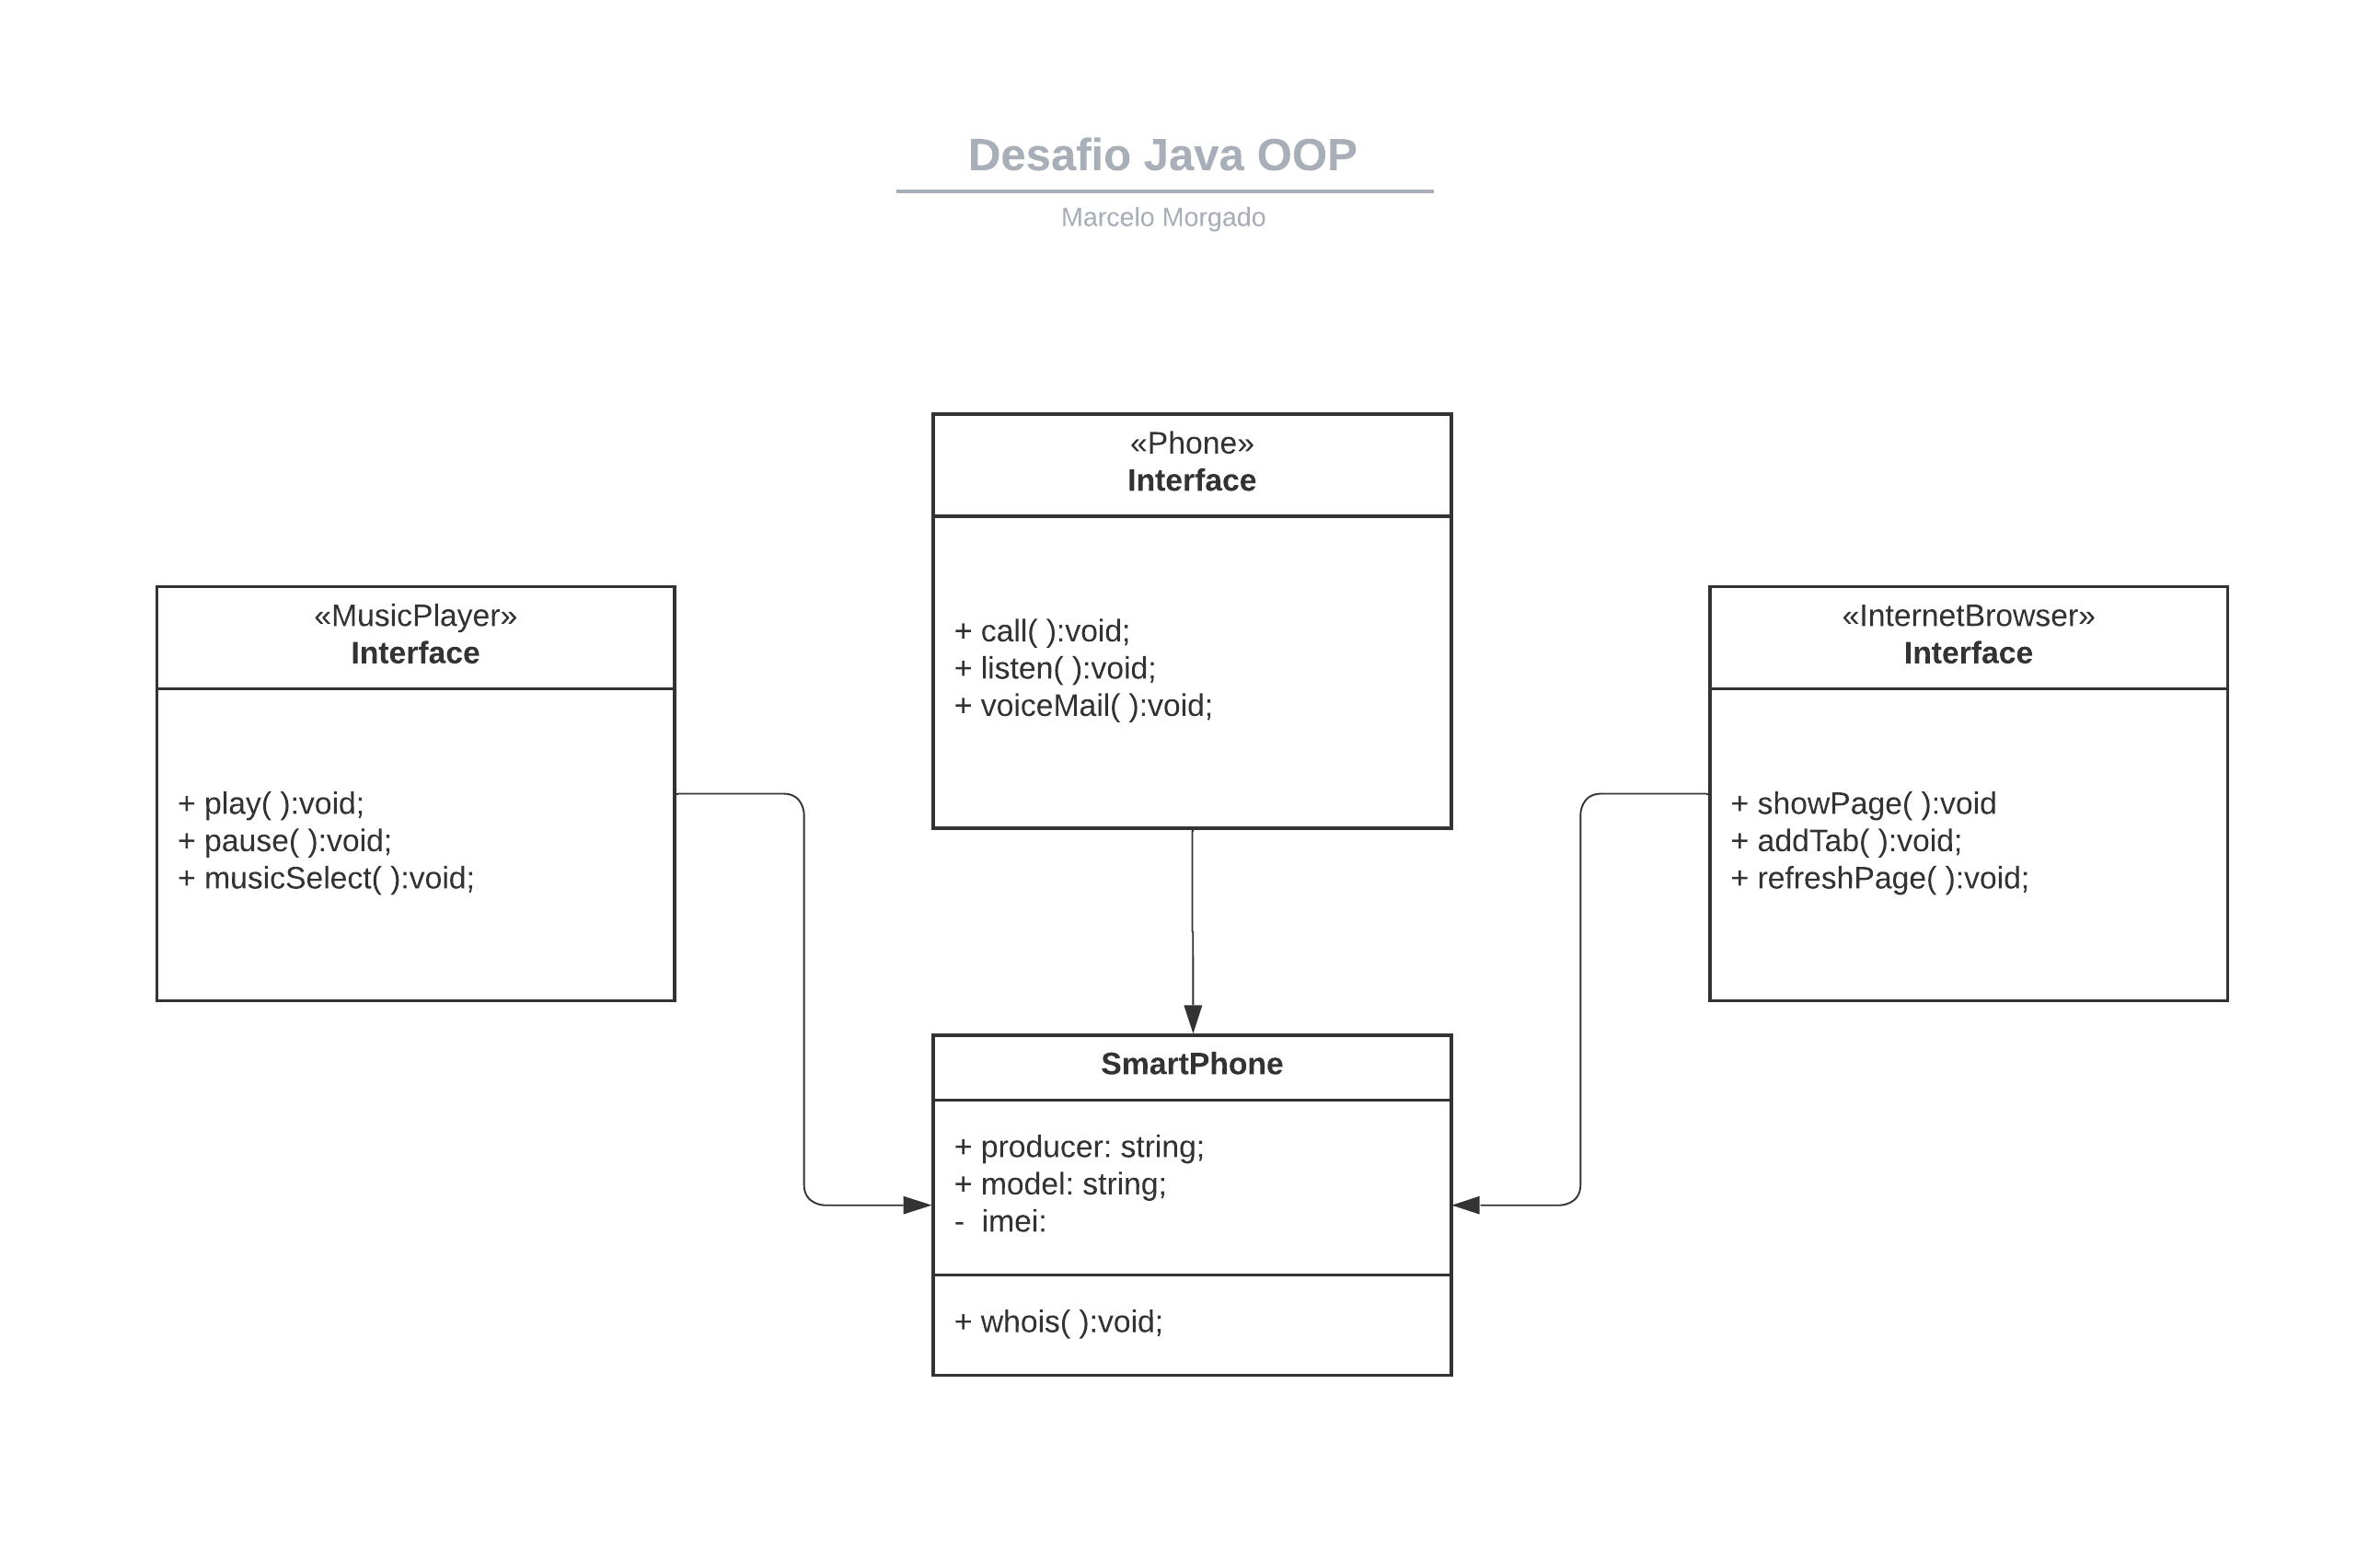 Desafio Java OOP
Marcelo Morgado
«Phone»
Interface
+ call( ):void;
+ listen( ):void;
+ voiceMail( ):void;
«MusicPlayer»
Interface
+ play( ):void;
+ pause( ):void;
+ musicSelect( ):void;
«InternetBrowser»
Interface
+ showPage( ):void
+ addTab( ):void;
+ refreshPage( ):void;
SmartPhone
+ producer: string;
+ model: string;
- imei:
+ whois( ):void;